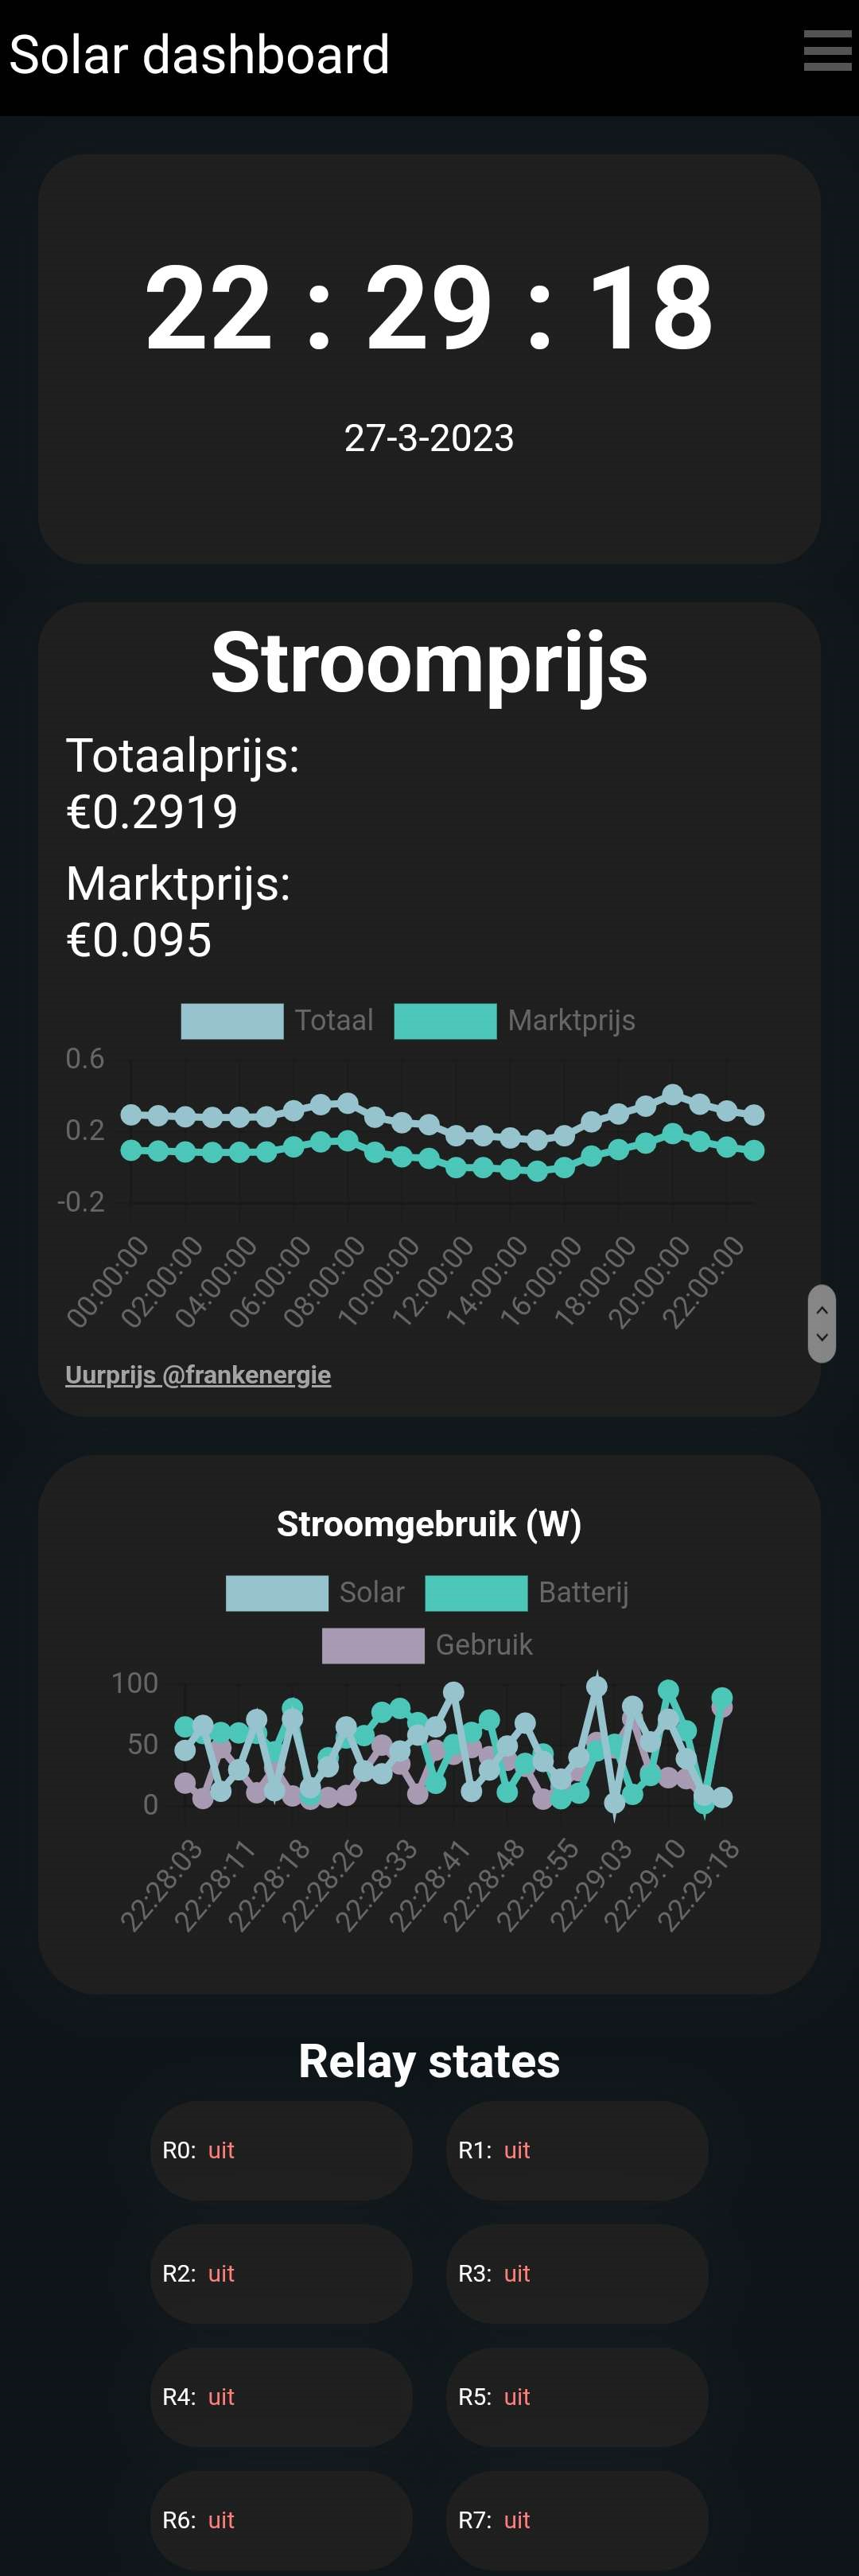 Solar dashboard
22 : 29 : 18
27-3-2023
Stroomprijs
Totaalprijs:
€0.2919
Marktprijs:
€0.095
Totaal Marktprijs
0.6
0.2
-0.2
00:00:00 02:00:00 04:00:00 06:00:00 08:00:00 10:00:00 12:00:00 14:00:00 16:00:00 18:00:00 20:00:00 22:00:00
Uurprijs @frankenergie
Stroomgebruik (W)
Solar Batterij
Gebruik
100
50
0
22:28:03 22:28:11 22:28:18 22:28:26 22:28:33 22:28:41 22:28:48 22:28:55 22:29:03 22:29:10 22:29:18
Relay states
R0: uit R1: uit
R2: uit R3: uit
R4: uit R5: uit
R6: uit R7: uit